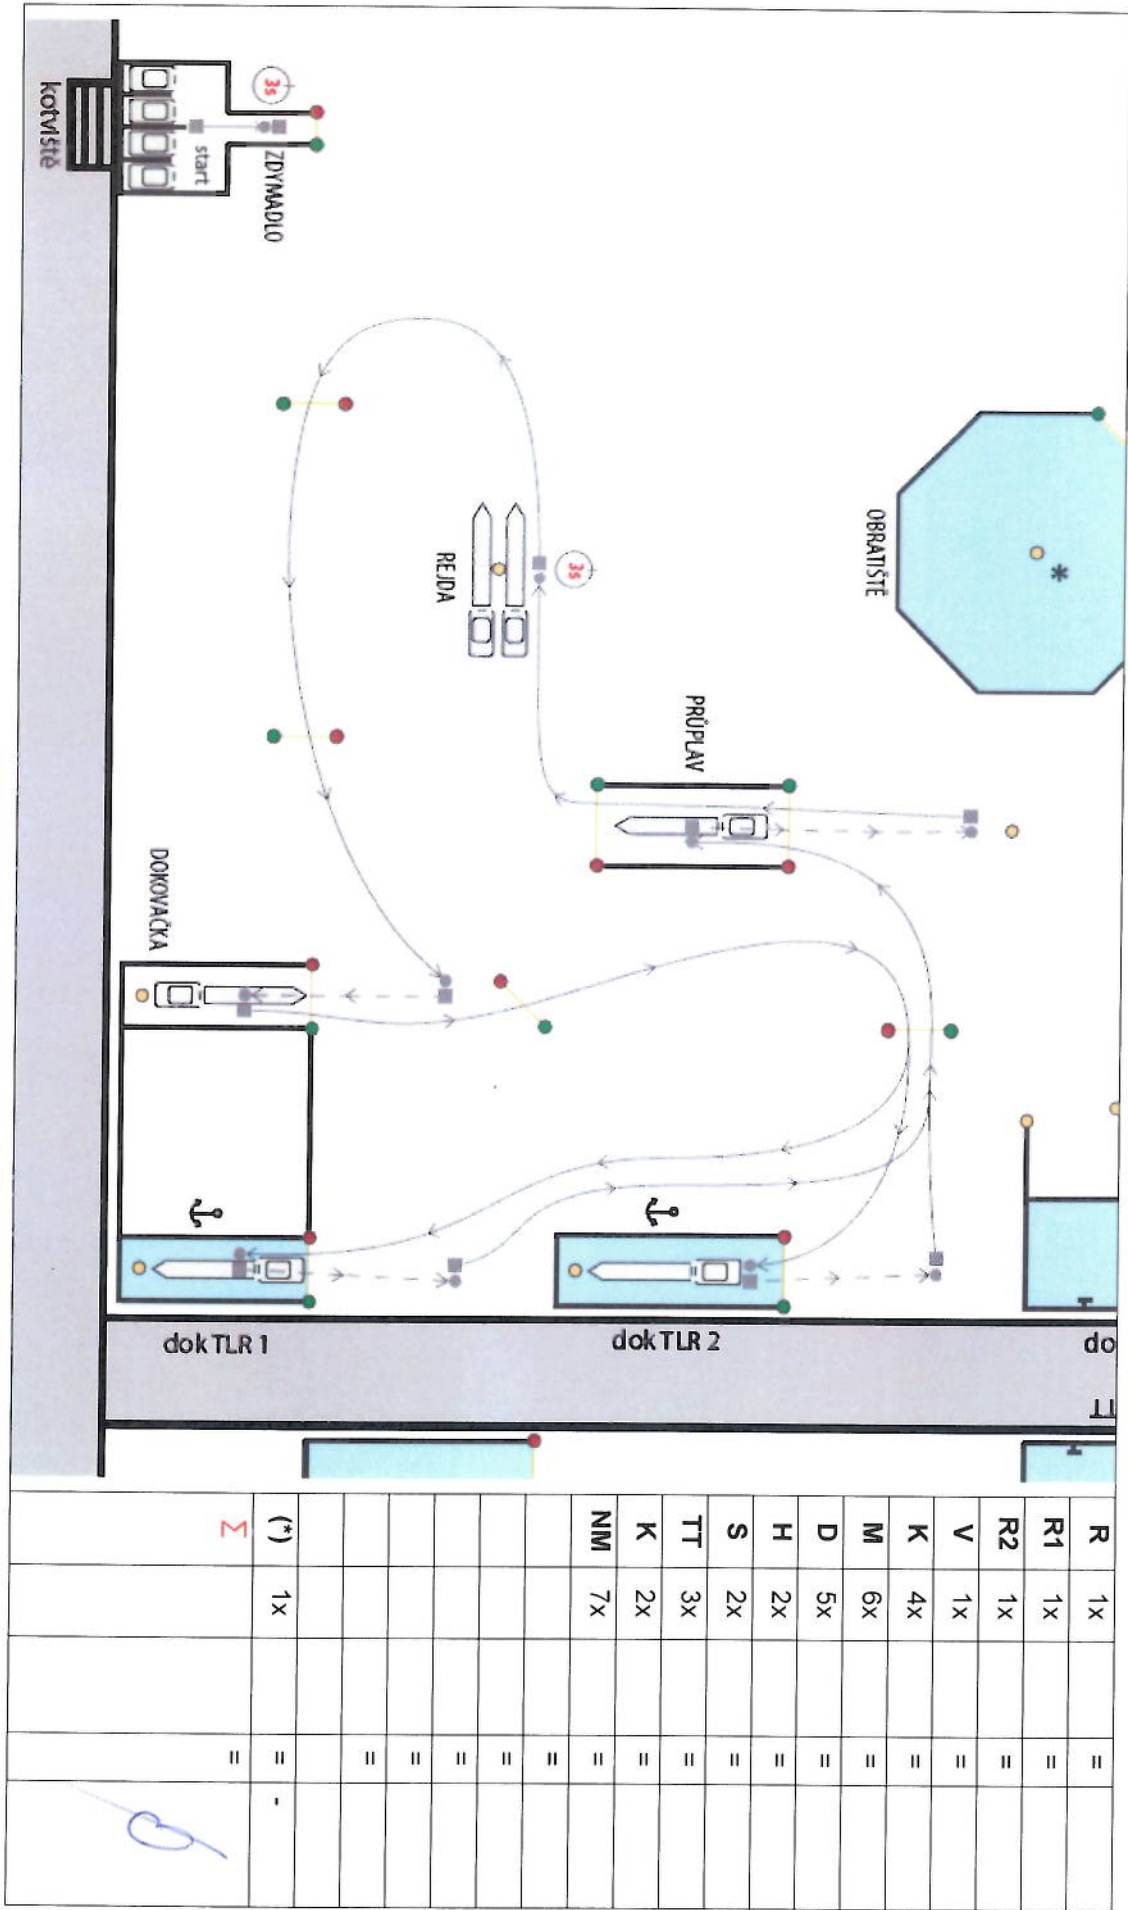 kotviště
start
3s
ZDYMADLO
3s
REJDA
OBRATIŠTĚ
PRŮPLAV
DOKOVAČKA
dok TLR 1
dok TLR 2
do
R 1x =
R1 1x =
R2 1x =
V 1x =
K 4x =
M 6x =
D 5x =
H 2x =
S 2x =
TT 3x =
K 2x =
NM 7x =
=
=
=
=
=
(*) 1x = -
Σ =